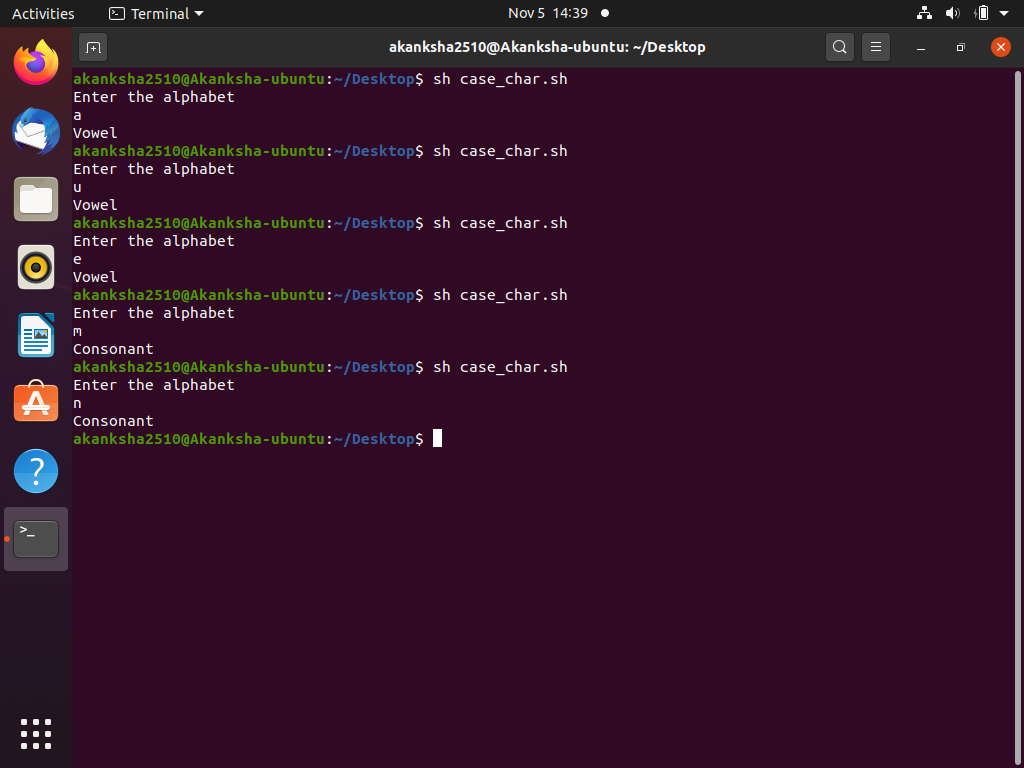 Activities Terminal Nov 5 14:39
akanksha2510@Akanksha-ubuntu: ~/Desktop
akanksha2510@Akanksha-ubuntu:~/Desktop$ sh case_char.sh
Enter the alphabet
a
Vowel
akanksha2510@Akanksha-ubuntu:~/Desktop$ sh case_char.sh
Enter the alphabet
u
Vowel
akanksha2510@Akanksha-ubuntu:~/Desktop$ sh case_char.sh
Enter the alphabet
e
Vowel
akanksha2510@Akanksha-ubuntu:~/Desktop$ sh case_char.sh
Enter the alphabet
m
Consonant
akanksha2510@Akanksha-ubuntu:~/Desktop$ sh case_char.sh
Enter the alphabet
n
Consonant
akanksha2510@Akanksha-ubuntu:~/Desktop$